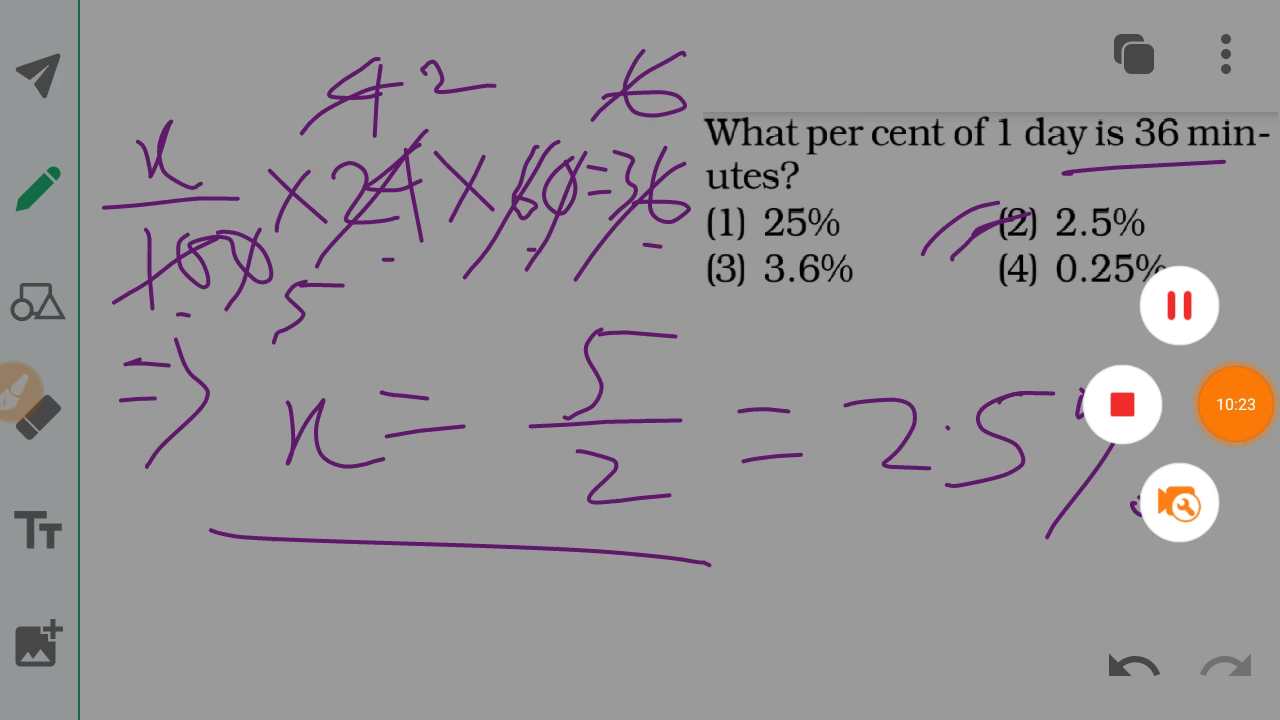 4 2 6
x/100 × 24 × 60 = 36
5
What per cent of 1 day is 36 min-
utes?
(1) 25% (2) 2.5%
(3) 3.6% (4) 0.25%
⇒ x = 5/2 = 2.5%
10:23
TT